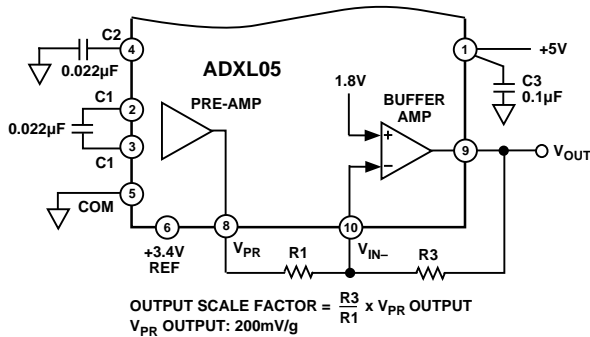 C2
4
0.022µF
ADXL05
1
+5V
C3
0.1µF
1.8V
C1
2
PRE-AMP
BUFFER
AMP
0.022µF
+
–
9
VOUT
3
C1
5
COM
6
+3.4V
REF
8
VPR
10
VIN–
R1
R3
OUTPUT SCALE FACTOR = R3/R1 x VPR OUTPUT
VPR OUTPUT: 200mV/g